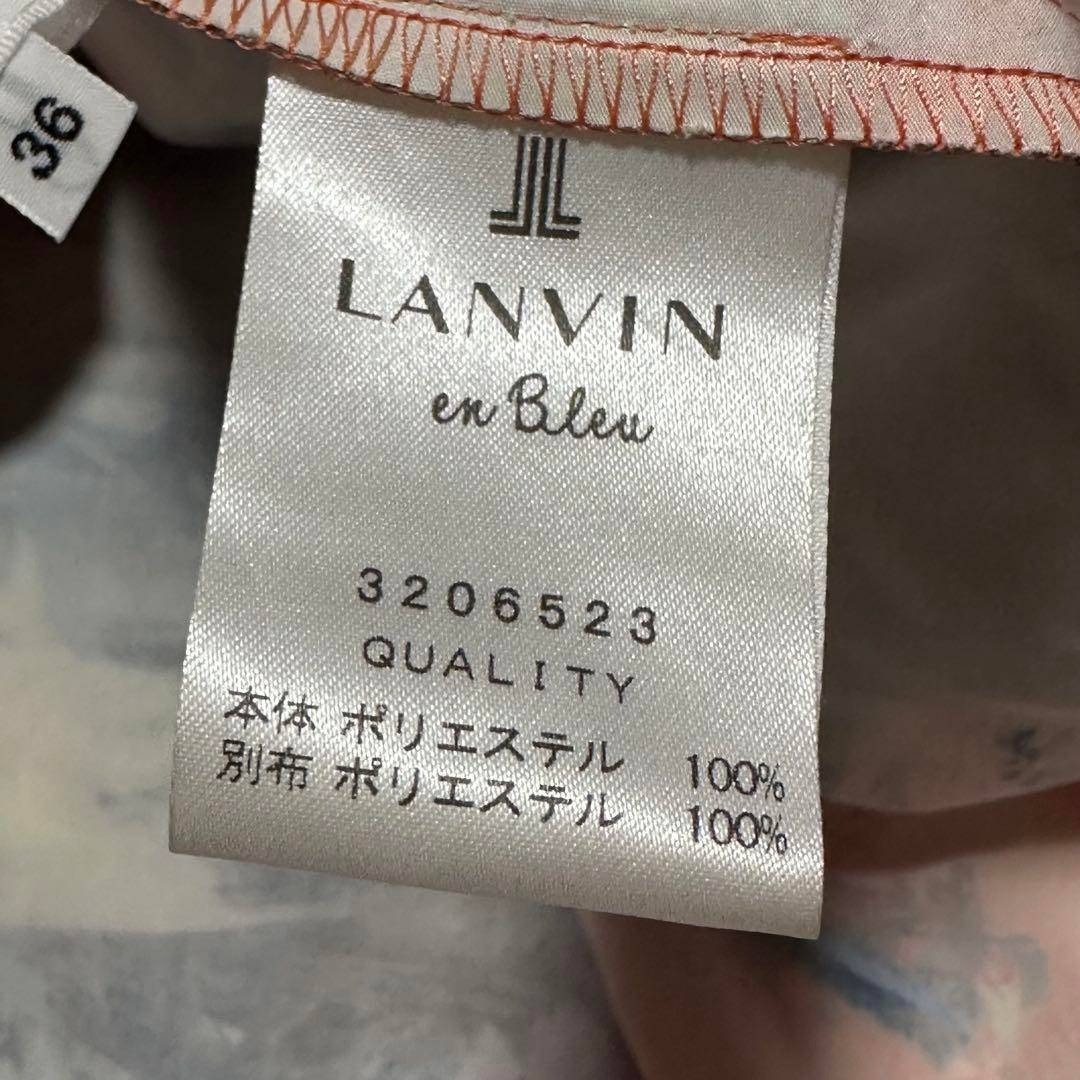 36
LANVIN
en Bleu
3206523
QUALITY
本体 ポリエステル 100%
別布 ポリエステル 100%